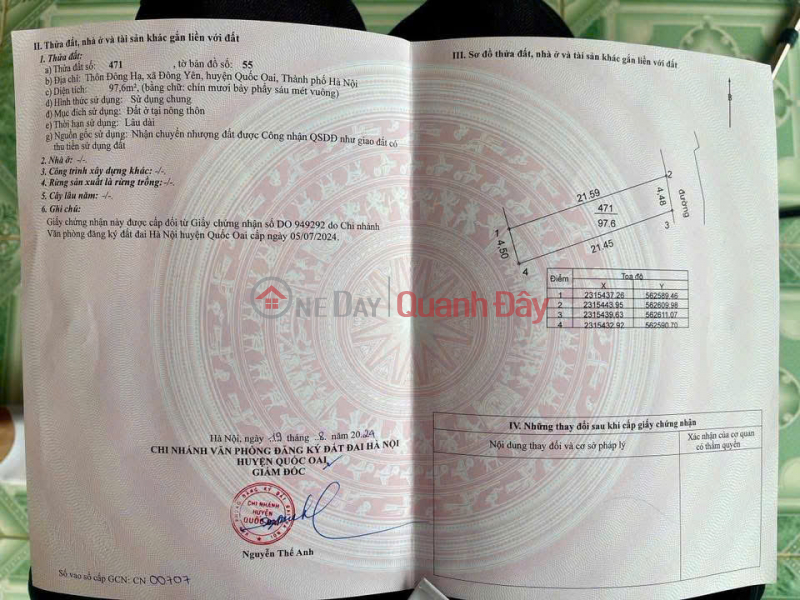 II. Thửa đất, nhà ở và tài sản khác gắn liền với đất
1. Thửa đất:
a) Thửa đất số: 471 , tờ bản đồ số: 55
b) Địa chỉ: Thôn Đông Hạ, xã Đông Yên, huyện Quốc Oai, Thành phố Hà Nội
c) Diện tích: 97,6m², (bằng chữ: chín mươi bảy phẩy sáu mét vuông)
d) Hình thức sử dụng: Sử dụng chung
đ) Mục đích sử dụng: Đất ở tại nông thôn
e) Thời hạn sử dụng: Lâu dài
g) Nguồn gốc sử dụng: Nhận chuyển nhượng đất được Công nhận QSDĐ như giao đất có
thu tiền sử dụng đất
2. Nhà ở: -/-.
3. Công trình xây dựng khác: -/-.
4. Rừng sản xuất là rừng trồng: -/-.
5. Cây lâu năm: -/-.
6. Ghi chú:
Giấy chứng nhận này được cấp đổi từ Giấy chứng nhận số DO 949292 do Chi nhánh
Văn phòng đăng ký đất đai Hà Nội huyện Quốc Oai cấp ngày 05/07/2024.
Hà Nội, ngày 19 tháng 8 năm 2024
CHI NHÁNH VĂN PHÒNG ĐĂNG KÝ ĐẤT ĐAI HÀ NỘI
HUYỆN QUỐC OAI
GIÁM ĐỐC
CHI NHÁNH
HUYỆN
QUỐC OAI
Nguyễn Thế Anh
Số vào sổ cấp GCN: CN 00707
III. Sơ đồ thửa đất, nhà ở và tài sản khác gắn liền với đất
B
2
21.59
4.48
đường
471
97.6
1
4.50
3
21.45
4
Điểm Toạ độ
X Y
1 2315437.26 562589.46
2 2315443.95 562609.98
3 2315439.63 562611.07
4 2315432.92 562590.70
IV. Những thay đổi sau khi cấp giấy chứng nhận
Nội dung thay đổi và cơ sở pháp lý
Xác nhận của cơ quan
có thẩm quyền
ONE DAY Quanh Đây